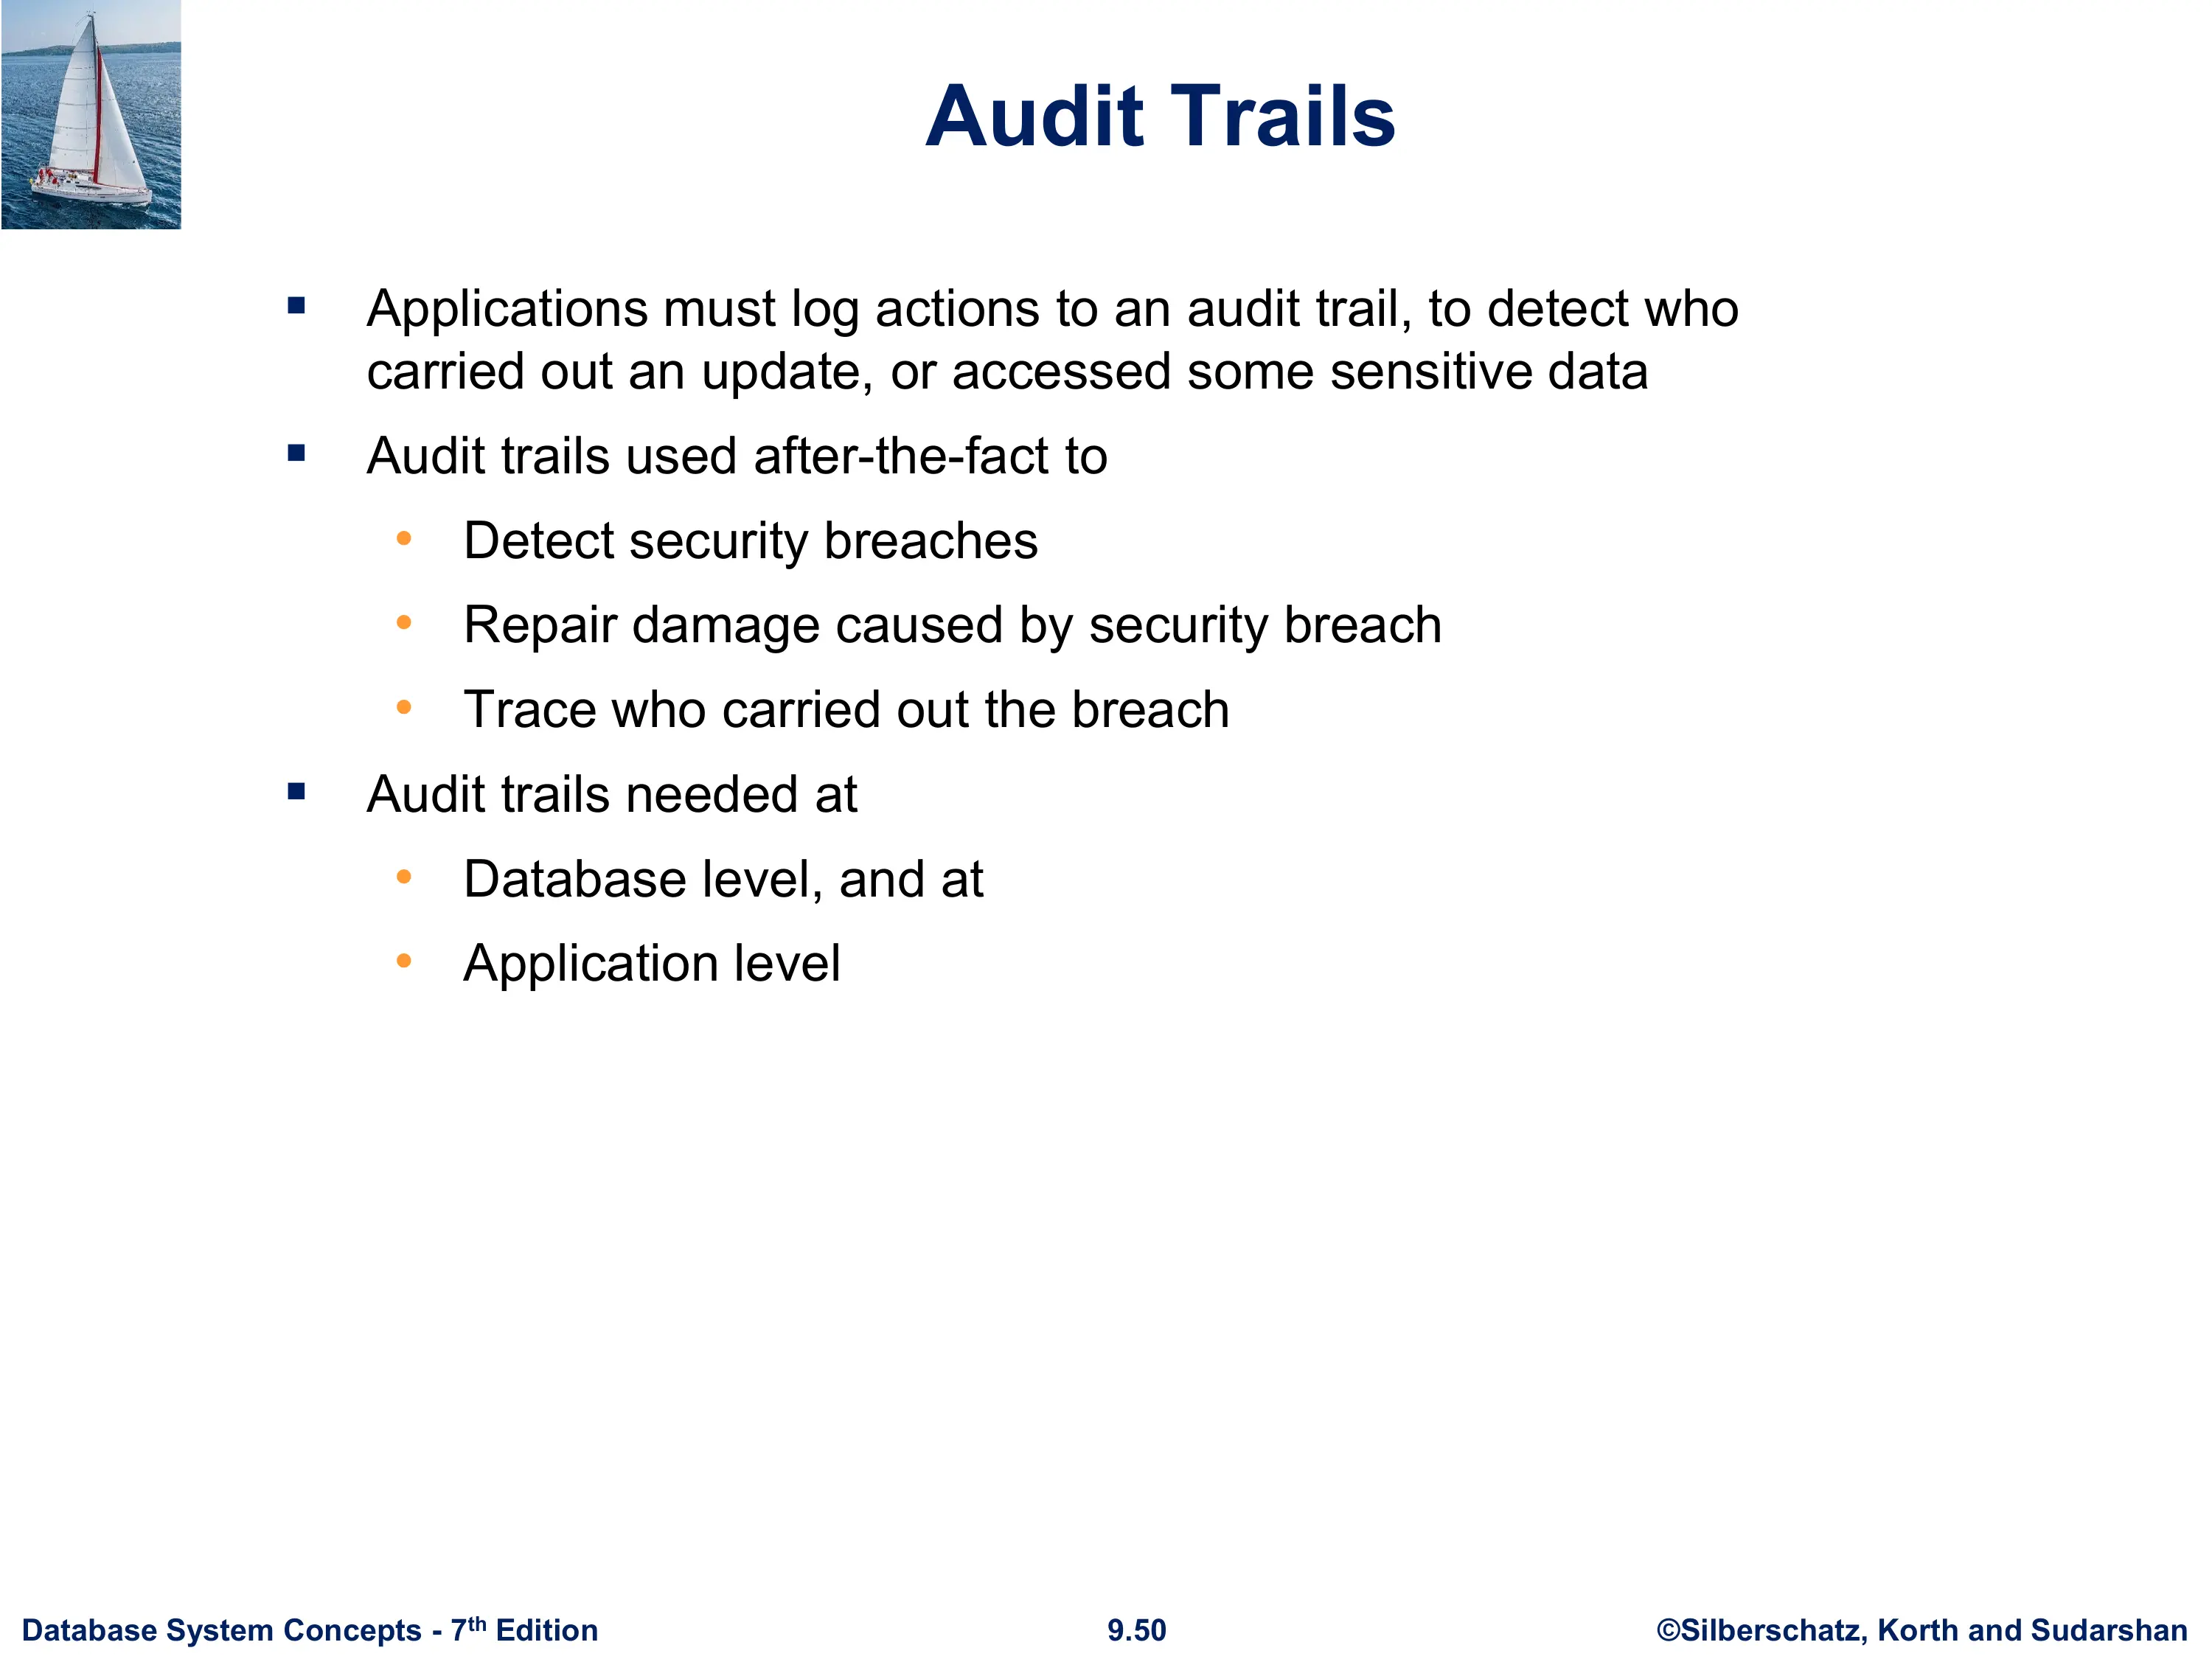 Audit Trails
▪ Applications must log actions to an audit trail, to detect who
carried out an update, or accessed some sensitive data
▪ Audit trails used after-the-fact to
• Detect security breaches
• Repair damage caused by security breach
• Trace who carried out the breach
▪ Audit trails needed at
• Database level, and at
• Application level
Database System Concepts - 7th Edition
9.50
©Silberschatz, Korth and Sudarshan